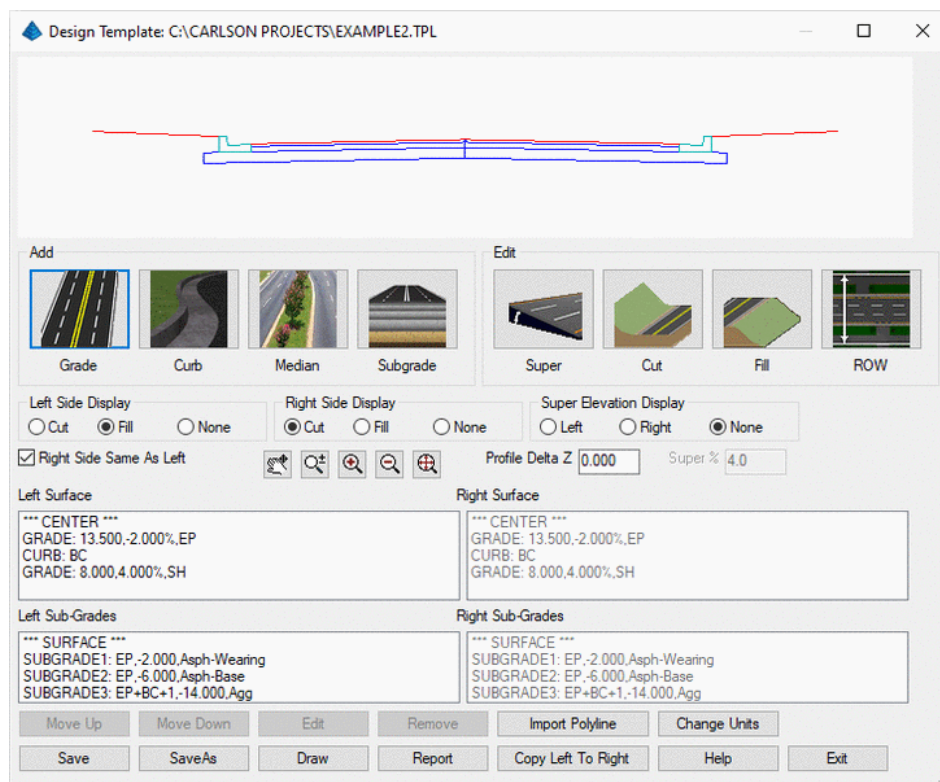 Design Template: C:\CARLSON PROJECTS\EXAMPLE2.TPL
Add
Edit
Grade Curb Median Subgrade Super Cut Fill ROW
Left Side Display Right Side Display Super Elevation Display
Cut Fill None Cut Fill None Left Right None
Right Side Same As Left Profile Delta Z 0.000 Super % 4.0
Left Surface Right Surface
*** CENTER *** *** CENTER ***
GRADE: 13.500,-2.000%,EP GRADE: 13.500,-2.000%,EP
CURB: BC CURB: BC
GRADE: 8.000,4.000%,SH GRADE: 8.000,4.000%,SH
Left Sub-Grades Right Sub-Grades
*** SURFACE *** *** SURFACE ***
SUBGRADE1: EP,-2.000,Asph-Wearing SUBGRADE1: EP,-2.000,Asph-Wearing
SUBGRADE2: EP,-6.000,Asph-Base SUBGRADE2: EP,-6.000,Asph-Base
SUBGRADE3: EP+BC+1,-14.000,Agg SUBGRADE3: EP+BC+1,-14.000,Agg
Move Up Move Down Edit Remove Import Polyline Change Units
Save SaveAs Draw Report Copy Left To Right Help Exit